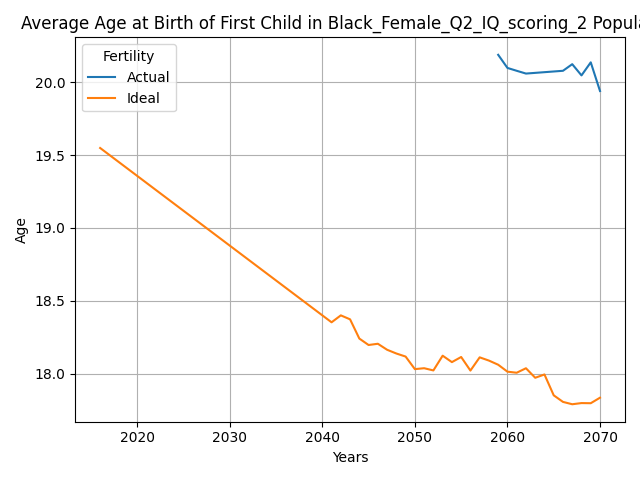 Average Age at Birth of First Child in Black_Female_Q2_IQ_scoring_2 Popula
Fertility
Actual
Ideal
20.0
19.5
19.0
18.5
18.0
Age
2020 2030 2040 2050 2060 2070
Years